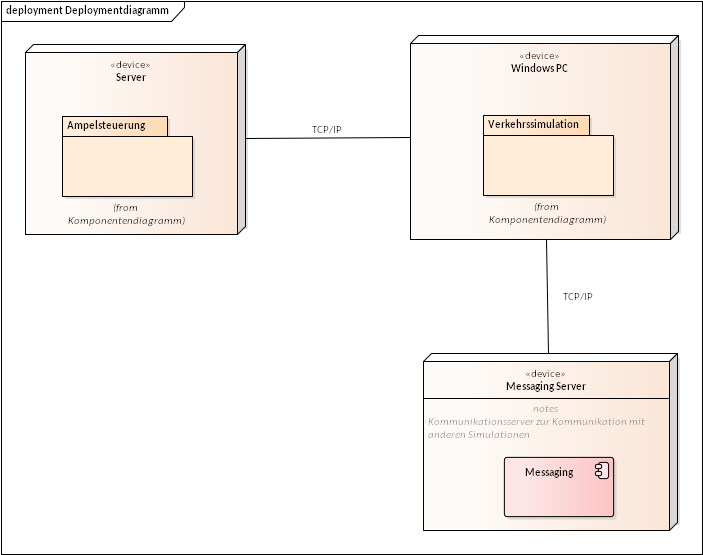 deployment Deploymentdiagramm
«device»
Server
Ampelsteuerung
(from
Komponentendiagramm)
TCP/IP
«device»
Windows PC
Verkehrssimulation
(from
Komponentendiagramm)
TCP/IP
«device»
Messaging Server
notes
Kommunikationsserver zur Kommunikation mit
anderen Simulationen
Messaging